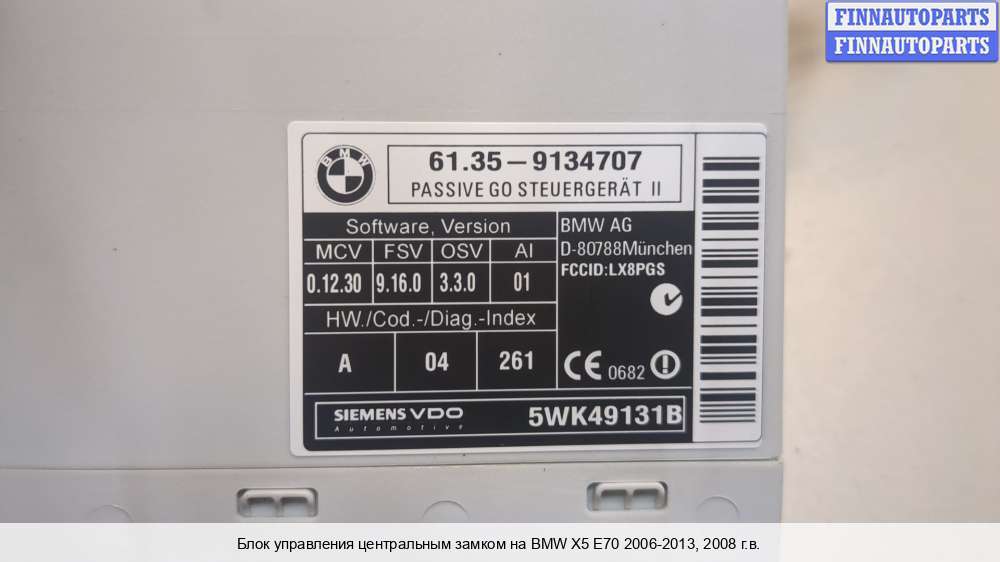 FINNAUTOPARTS
FINNAUTOPARTS
BMW
61.35 – 9134707
PASSIVE GO STEUERGERÄT II
Software, Version
MCV FSV OSV AI
0.12.30 9.16.0 3.3.0 01
HW./Cod.-/Diag.-Index
A 04 261
BMW AG
D-80788München
FCCID:LX8PGS
CE 0682
SIEMENS VDO
Automotive
5WK49131B
Блок управления центральным замком на BMW X5 E70 2006-2013, 2008 г.в.